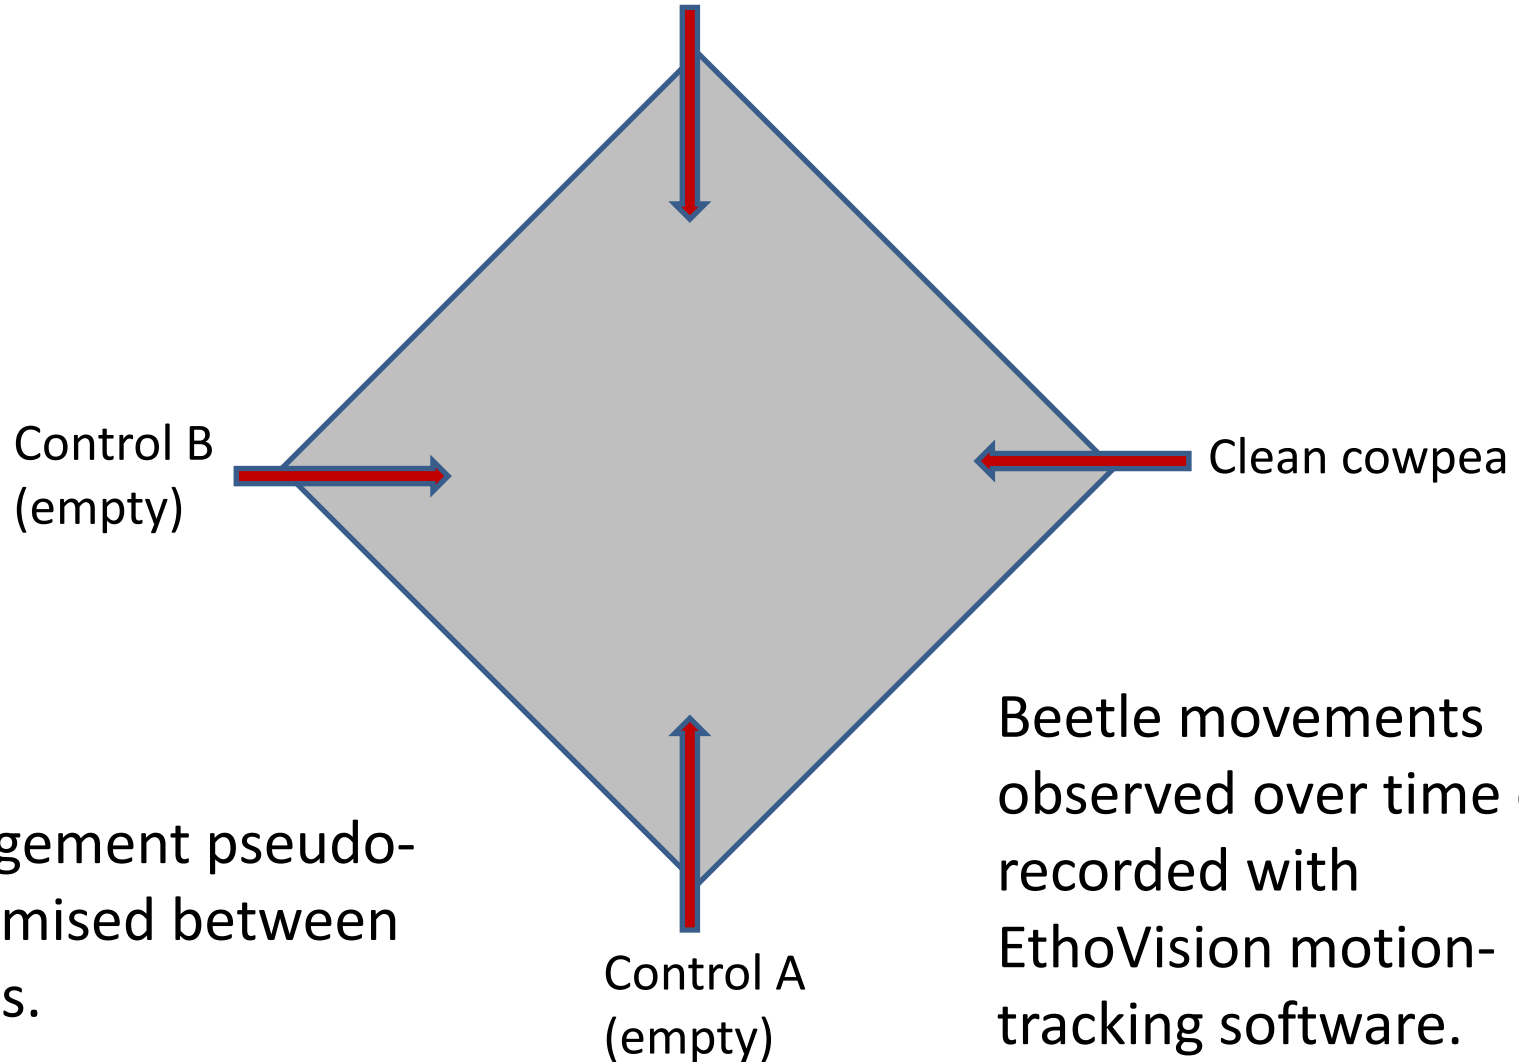 Control B
(empty)
Clean cowpea
Beetle movements
observed over time
recorded with
EthoVision motion-
tracking software.
gement pseudo-
mised between
s.
Control A
(empty)